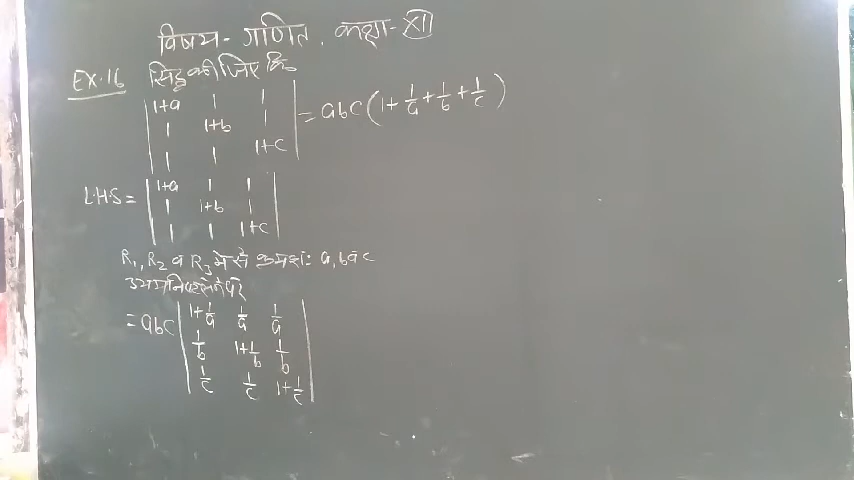 विषय- गणित. कक्षा-XII
EX.16 सिद्ध कीजिए कि
|1+a 1 1|
|1 1+b 1| = abc(1+1/a+1/b+1/c)
|1 1 1+c|
|1+a 1 1|
L.H.S = |1 1+b 1|
|1 1 1+c|
R₁, R₂ व R₃ में से क्रमशः a, b व c
उभयनिष्ठ लेने पर
|1+1/a 1/a 1/a|
= abc |1/b 1+1/b 1/b|
|1/c 1/c 1+1/c|